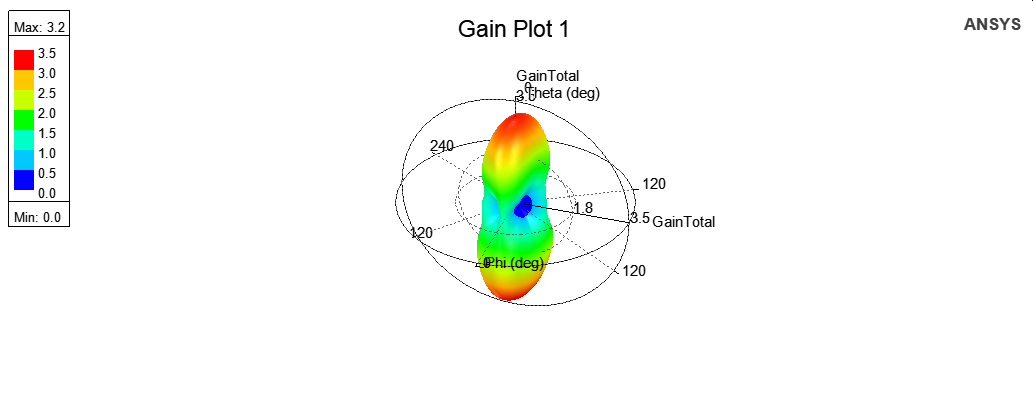 Gain Plot 1
ANSYS
Max: 3.2
3.5
3.0
2.5
2.0
1.5
1.0
0.5
0.0
Min: 0.0
GainTotal
0
3.0
Theta (deg)
240
120
1.8
3.5 GainTotal
120
Phi (deg)
120